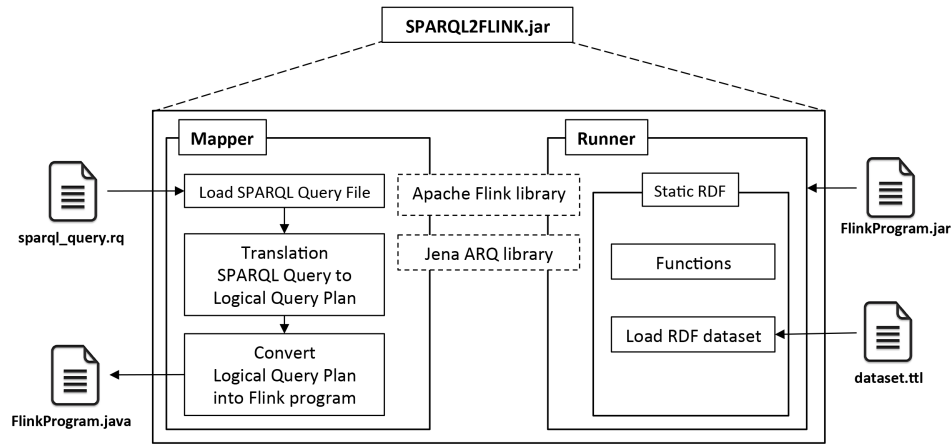 SPARQL2FLINK.jar
Mapper
Runner
Load SPARQL Query File
Apache Flink library
Static RDF
sparql_query.rq
FlinkProgram.jar
Translation
SPARQL Query to
Logical Query Plan
Jena ARQ library
Functions
Convert
Logical Query Plan
into Flink program
Load RDF dataset
FlinkProgram.java
dataset.ttl